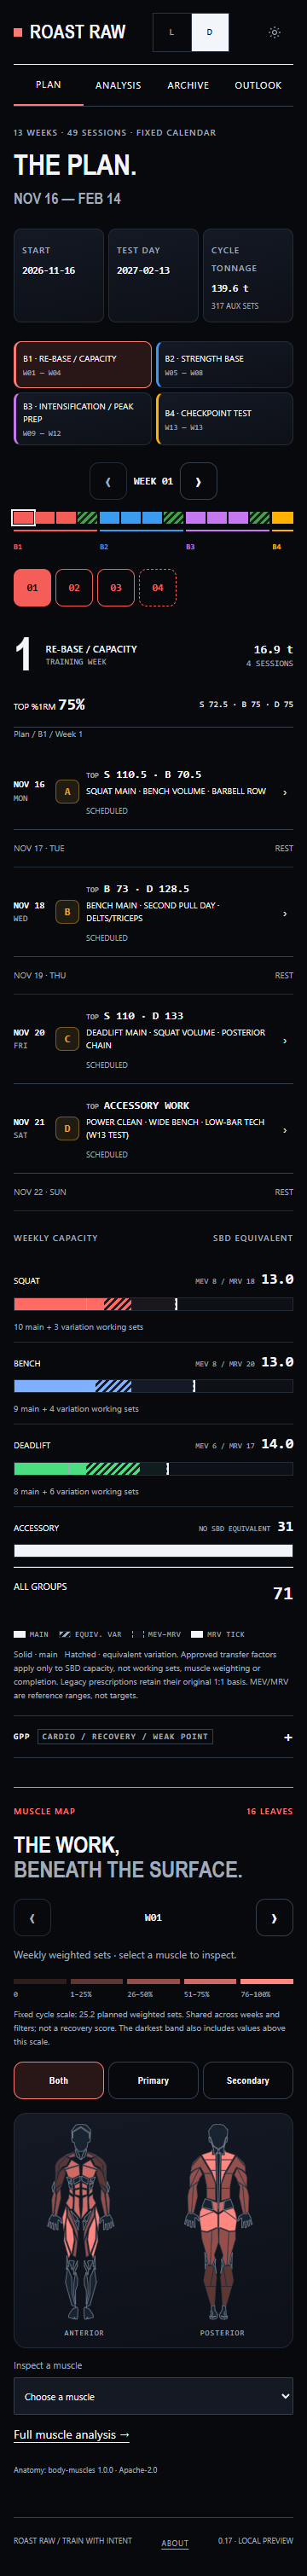 ROAST RAW
L D
PLAN ANALYSIS ARCHIVE OUTLOOK
13 WEEKS · 49 SESSIONS · FIXED CALENDAR
THE PLAN.
NOV 16 — FEB 14
START
2026-11-16
TEST DAY
2027-02-13
CYCLE
TONNAGE
139.6 t
317 AUX SETS
B1 · RE-BASE / CAPACITY
W01 — W04
B2 · STRENGTH BASE
W05 — W08
B3 · INTENSIFICATION / PEAK
PREP
W09 — W12
B4 · CHECKPOINT TEST
W13 — W13
‹ WEEK 01 ›
B1 B2 B3 B4
01 02 03 04
1
RE-BASE / CAPACITY
TRAINING WEEK
16.9 t
4 SESSIONS
TOP %1RM 75%
S 72.5 · B 75 · D 75
Plan / B1 / Week 1
NOV 16
MON
A
TOP S 110.5 · B 70.5
SQUAT MAIN · BENCH VOLUME · BARBELL ROW
SCHEDULED
›
NOV 17 · TUE REST
NOV 18
WED
B
TOP B 73 · D 128.5
BENCH MAIN · SECOND PULL DAY ·
DELTS/TRICEPS
SCHEDULED
›
NOV 19 · THU REST
NOV 20
FRI
C
TOP S 110 · D 133
DEADLIFT MAIN · SQUAT VOLUME · POSTERIOR
CHAIN
SCHEDULED
›
NOV 21
SAT
D
TOP ACCESSORY WORK
POWER CLEAN · WIDE BENCH · LOW-BAR TECH
(W13 TEST)
SCHEDULED
›
NOV 22 · SUN REST
WEEKLY CAPACITY SBD EQUIVALENT
SQUAT MEV 8 / MRV 18 13.0
10 main + 3 variation working sets
BENCH MEV 8 / MRV 20 13.0
9 main + 4 variation working sets
DEADLIFT MEV 6 / MRV 17 14.0
8 main + 6 variation working sets
ACCESSORY NO SBD EQUIVALENT 31
ALL GROUPS 71
MAIN EQUIV. VAR MEV–MRV MRV TICK
Solid · main Hatched · equivalent variation. Approved transfer factors
apply only to SBD capacity, not working sets, muscle weighting or
completion. Legacy prescriptions retain their original 1:1 basis. MEV/MRV
are reference ranges, not targets.
GPP CARDIO / RECOVERY / WEAK POINT +
MUSCLE MAP 16 LEAVES
THE WORK,
BENEATH THE SURFACE.
‹ W01 ›
Weekly weighted sets · select a muscle to inspect.
0 1–25% 26–50% 51–75% 76–100%
Fixed cycle scale: 25.2 planned weighted sets. Shared across weeks and
filters; not a recovery score. The darkest band also includes values above
this scale.
Both Primary Secondary
ANTERIOR POSTERIOR
Inspect a muscle
Choose a muscle
Full muscle analysis →
Anatomy: body-muscles 1.0.0 · Apache-2.0
ROAST RAW / TRAIN WITH INTENT ABOUT 0.17 · LOCAL PREVIEW